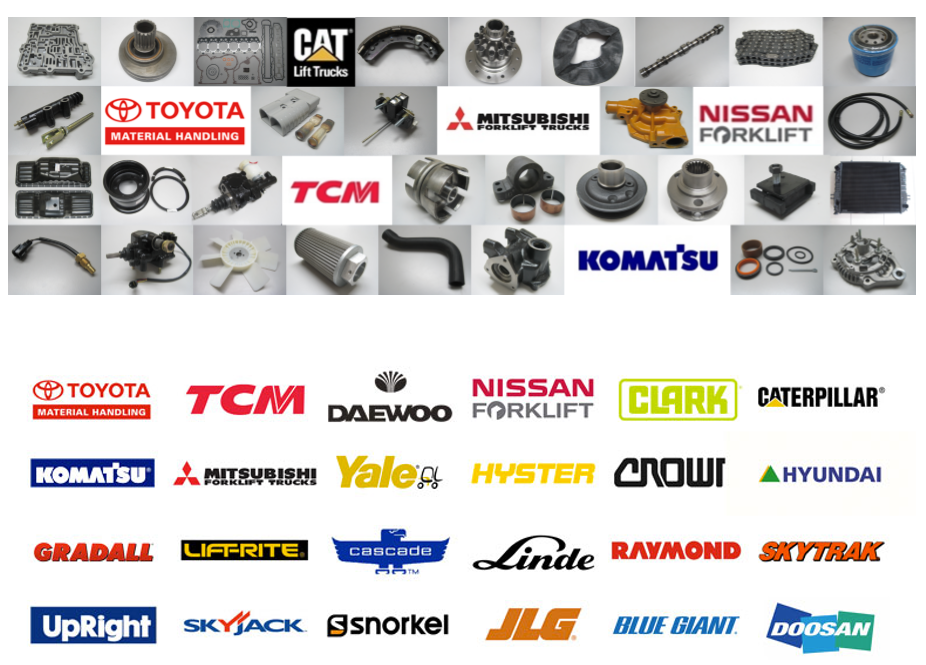 CAT
Lift Trucks
TOYOTA
MATERIAL HANDLING
MITSUBISHI
FORKLIFT TRUCKS
NISSAN
FORKLIFT
TCM
KOMATSU
TOYOTA
MATERIAL HANDLING
TCM
DAEWOO
NISSAN
FORKLIFT
CLARK
CATERPILLAR®
KOMATSU®
MITSUBISHI
FORKLIFT TRUCKS
Yale®
HYSTER
CROWN
HYUNDAI
GRADALL
LIFT-RITE®
cascade
TM
Linde
RAYMOND
SKYTRAK
UpRight
SKYJACK
snorkel
JLG®
BLUE GIANT
DOOSAN